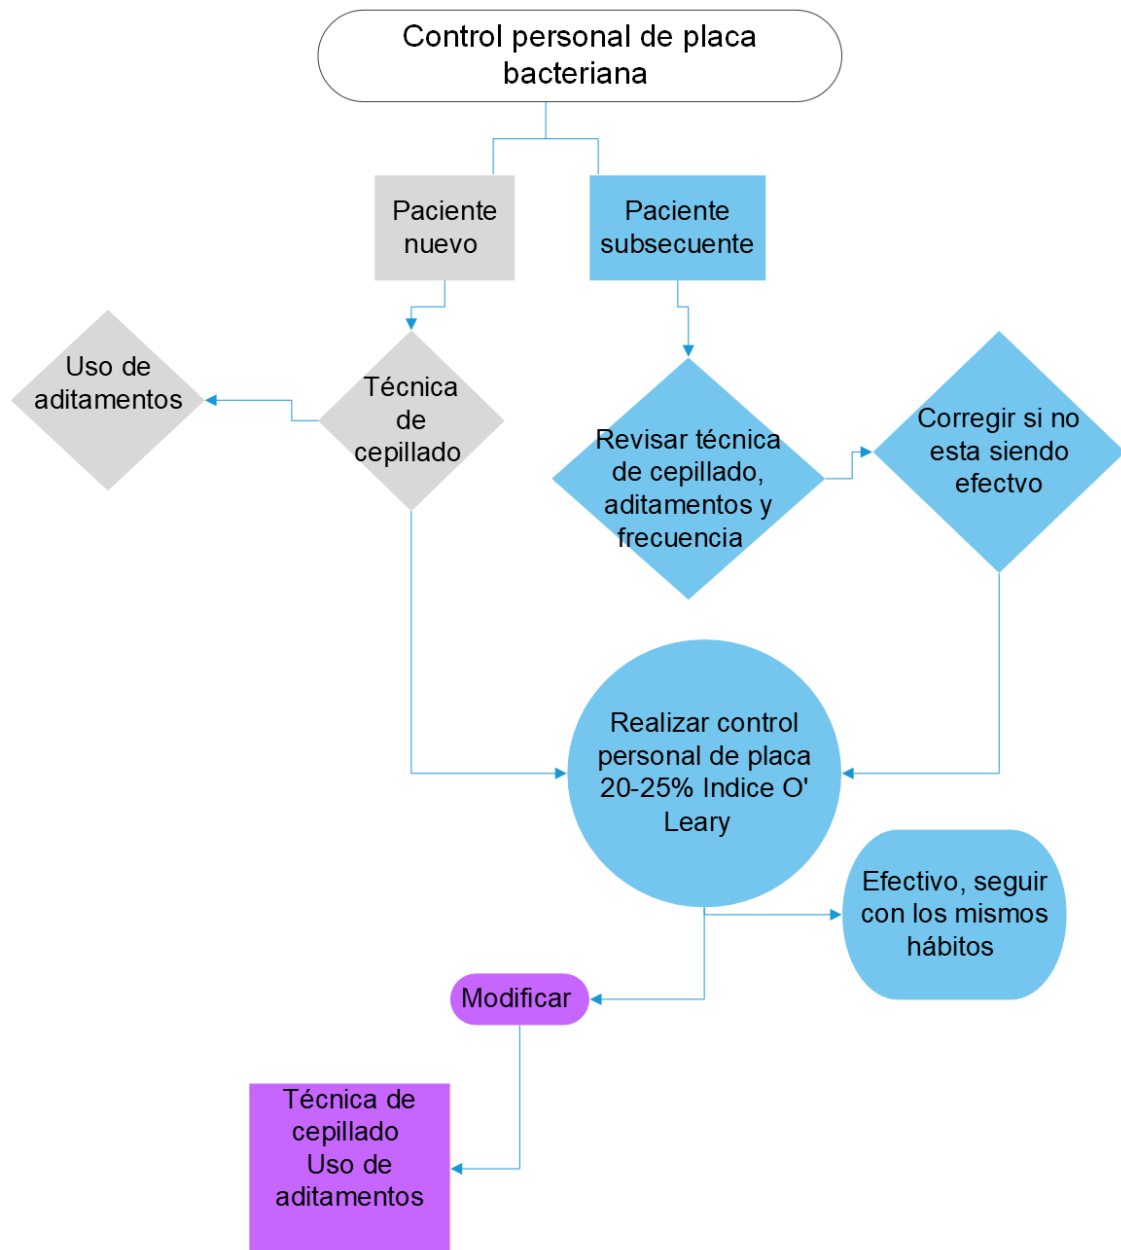 Control personal de placa
bacteriana
Paciente
nuevo
Paciente
subsecuente
Uso de
aditamentos
Técnica
de
cepillado
Revisar técnica
de cepillado,
aditamentos y
frecuencia
Corregir si no
esta siendo
efectvo
Realizar control
personal de placa
20-25% Indice O'
Leary
Efectivo, seguir
con los mismos
hábitos
Modificar
Técnica de
cepillado
Uso de
aditamentos